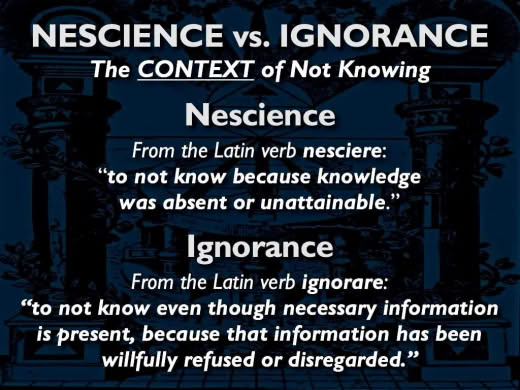 NESCIENCE vs. IGNORANCE
The CONTEXT of Not Knowing
Nescience
From the Latin verb nesciere:
“to not know because knowledge
was absent or unattainable.”
Ignorance
From the Latin verb ignorare:
“to not know even though necessary information
is present, because that information has been
willfully refused or disregarded.”